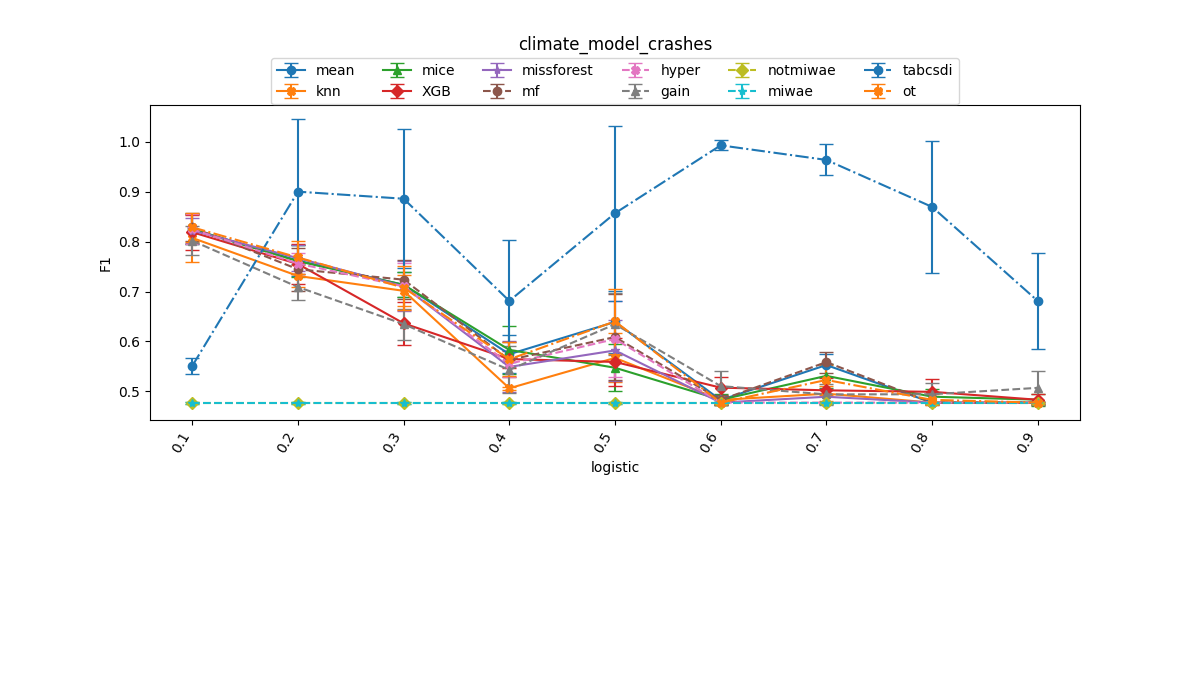 climate_model_crashes
mean mice missforest hyper notmiwae tabcsdi
knn XGB mf gain miwae ot
1.0
0.9
0.8
0.7
0.6
0.5
F1
0.1 0.2 0.3 0.4 0.5 0.6 0.7 0.8 0.9
logistic